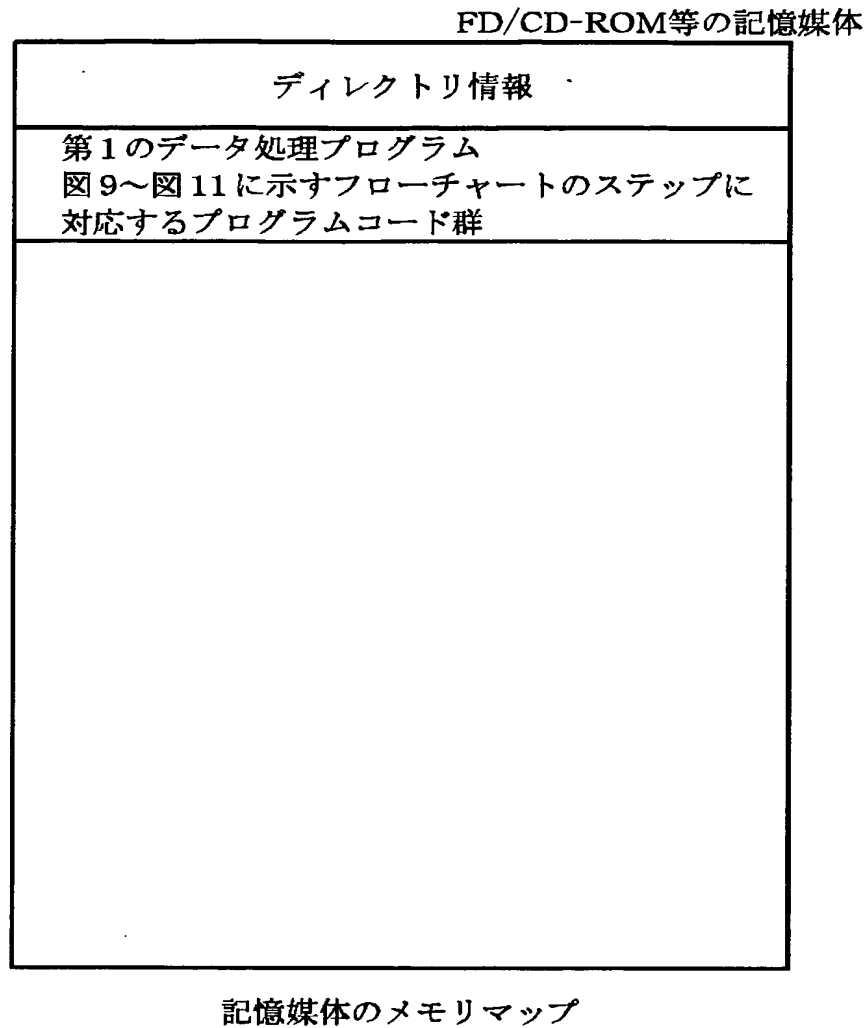 FD/CD-ROM等の記憶媒体
ディレクトリ情報
第1のデータ処理プログラム
図9～図11に示すフローチャートのステップに
対応するプログラムコード群
記憶媒体のメモリマップ